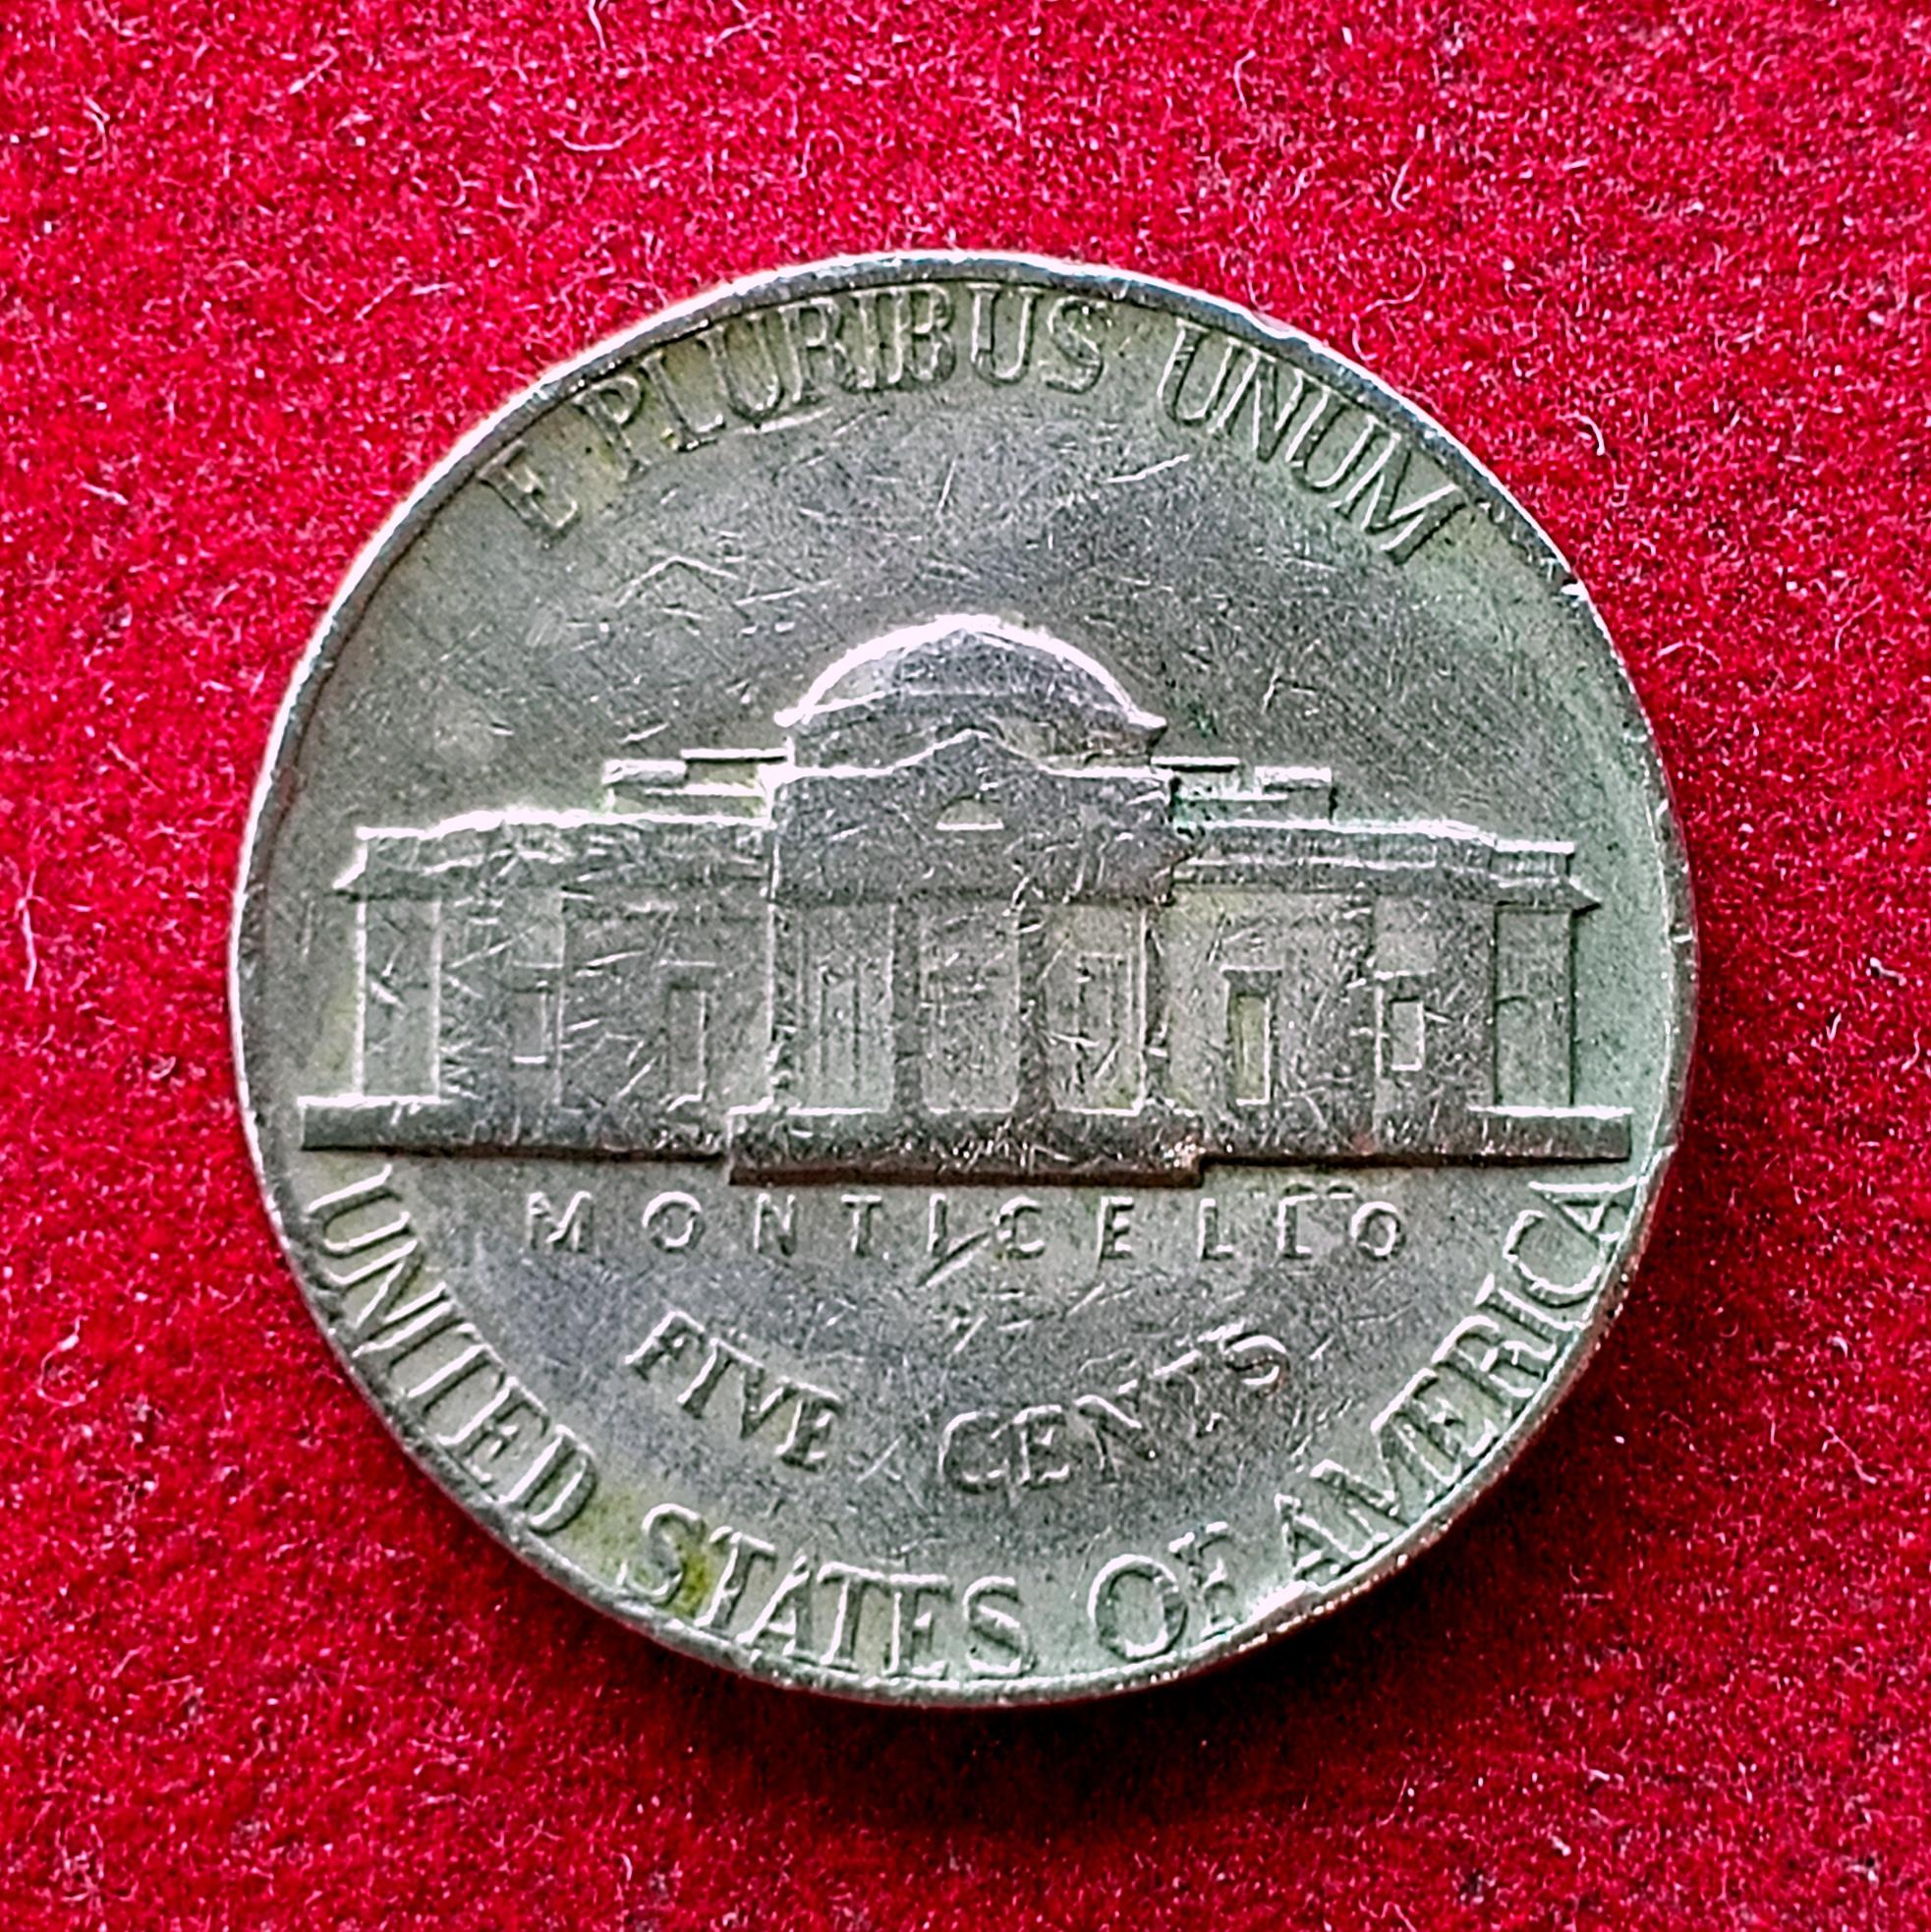 E PLURIBUS UNUM
MONTICELLO
FIVE CENTS
UNITED STATES OF AMERICA